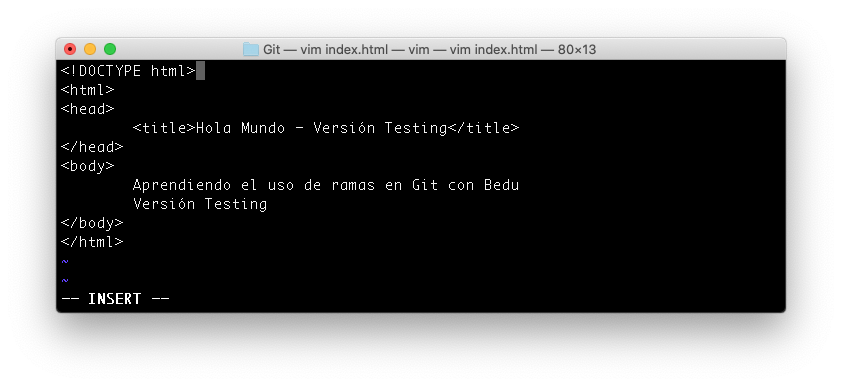 Git — vim index.html — vim — vim index.html — 80×13
<!DOCTYPE html>
<html>
<head>
<title>Hola Mundo - Versión Testing</title>
</head>
<body>
Aprendiendo el uso de ramas en Git con Bedu
Versión Testing
</body>
</html>
~
~
-- INSERT --